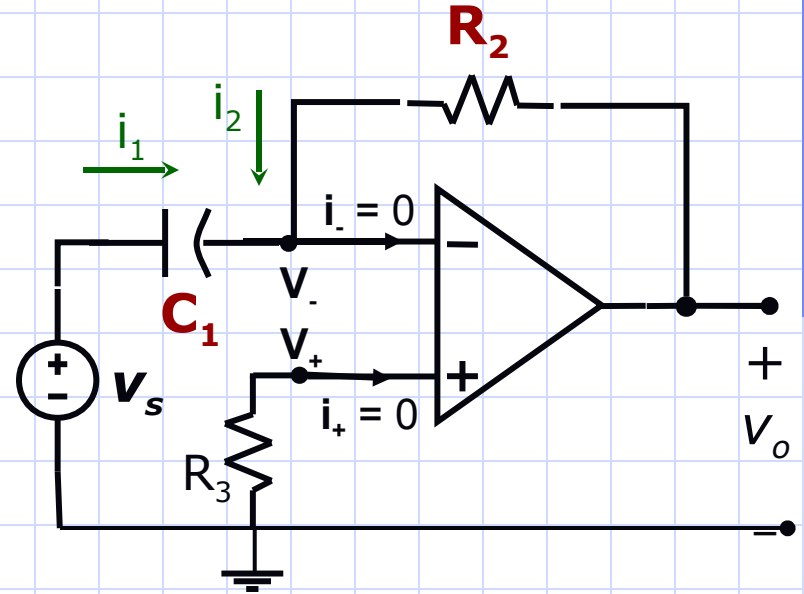 R₂
i₂
i₁
i₋ = 0
V₋
C₁
V₊
+
−
vₛ
i₊ = 0
R₃
−
+
+
vₒ
−